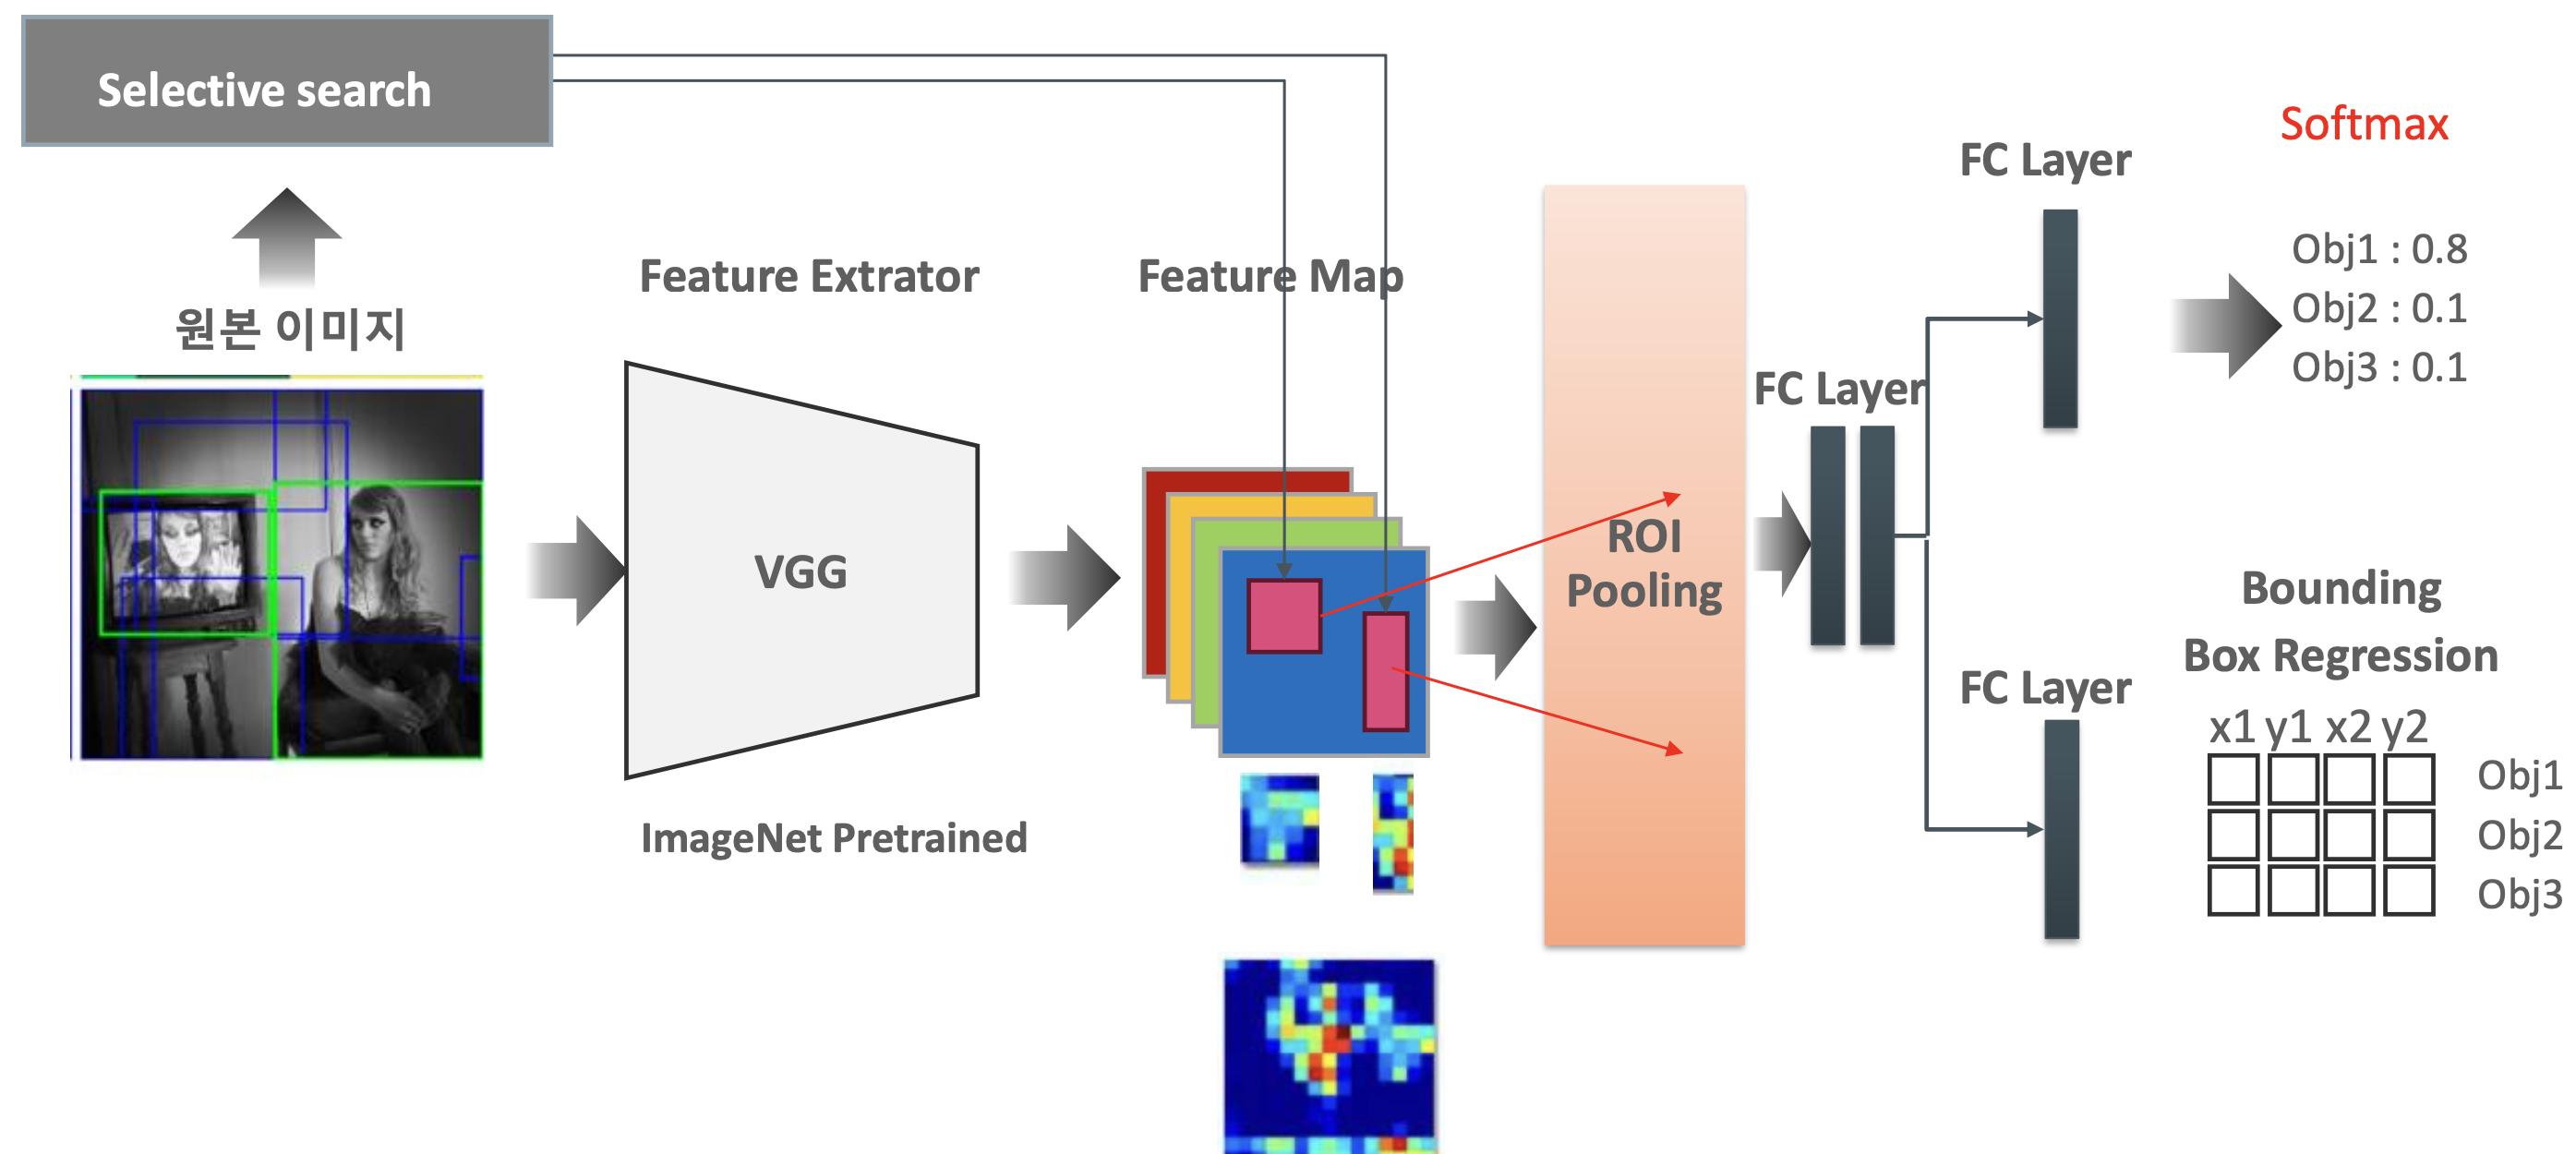 Selective search
원본 이미지
Feature Extrator
VGG
ImageNet Pretrained
Feature Map
ROI
Pooling
FC Layer
FC Layer
Softmax
Obj1 : 0.8
Obj2 : 0.1
Obj3 : 0.1
FC Layer
Bounding
Box Regression
x1 y1 x2 y2
Obj1
Obj2
Obj3